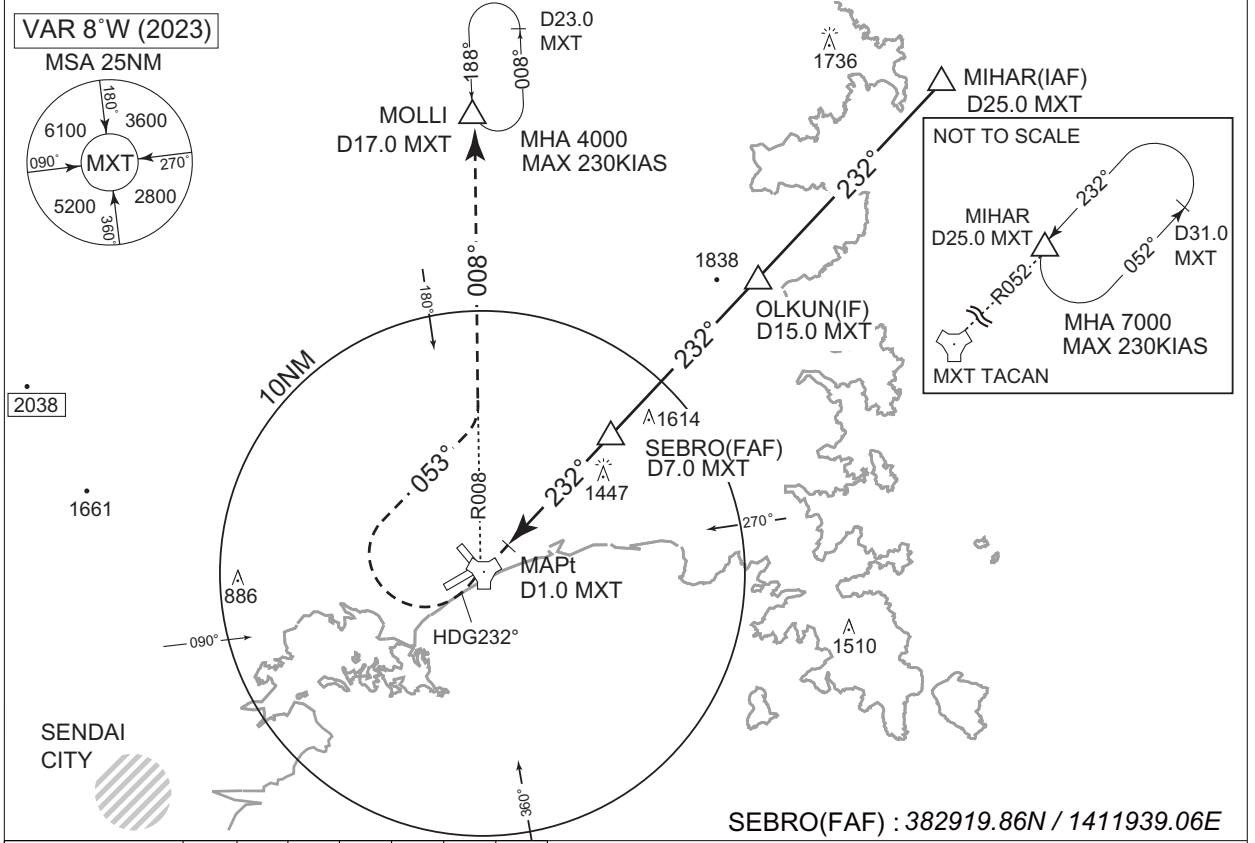 VAR 8°W (2023)
MSA 25NM
180°
6100
3600
090°
MXT
270°
5200
2800
360°
D23.0
MXT
188°
008°
MOLLI
D17.0 MXT
MHA 4000
MAX 230KIAS
1736
MIHAR(IAF)
D25.0 MXT
232°
NOT TO SCALE
232°
MIHAR
D25.0 MXT
D31.0
MXT
052°
R052
MHA 7000
MAX 230KIAS
MXT TACAN
008°
180°
1838
OLKUN(IF)
D15.0 MXT
232°
10NM
2038
1614
SEBRO(FAF)
D7.0 MXT
053°
R008
232°
1447
1661
270°
MAPt
D1.0 MXT
886
HDG232°
090°
1510
SENDAI
CITY
360°
SEBRO(FAF) : 382919.86N / 1411939.06E